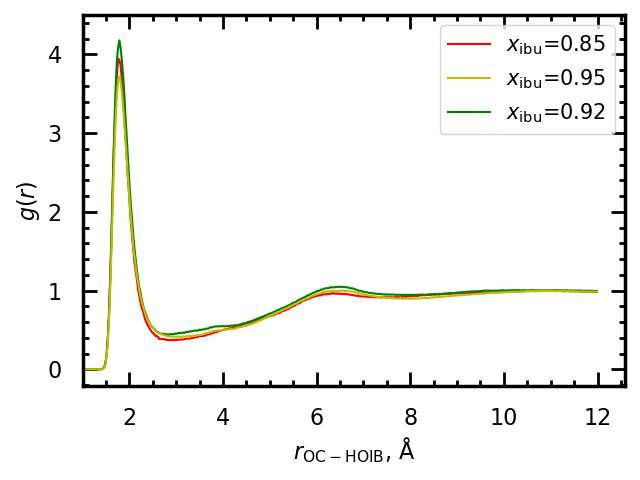 x_ibu=0.85
x_ibu=0.95
x_ibu=0.92
4
3
2
1
0
g(r)
2 4 6 8 10 12
r_OC−HOIB, Å